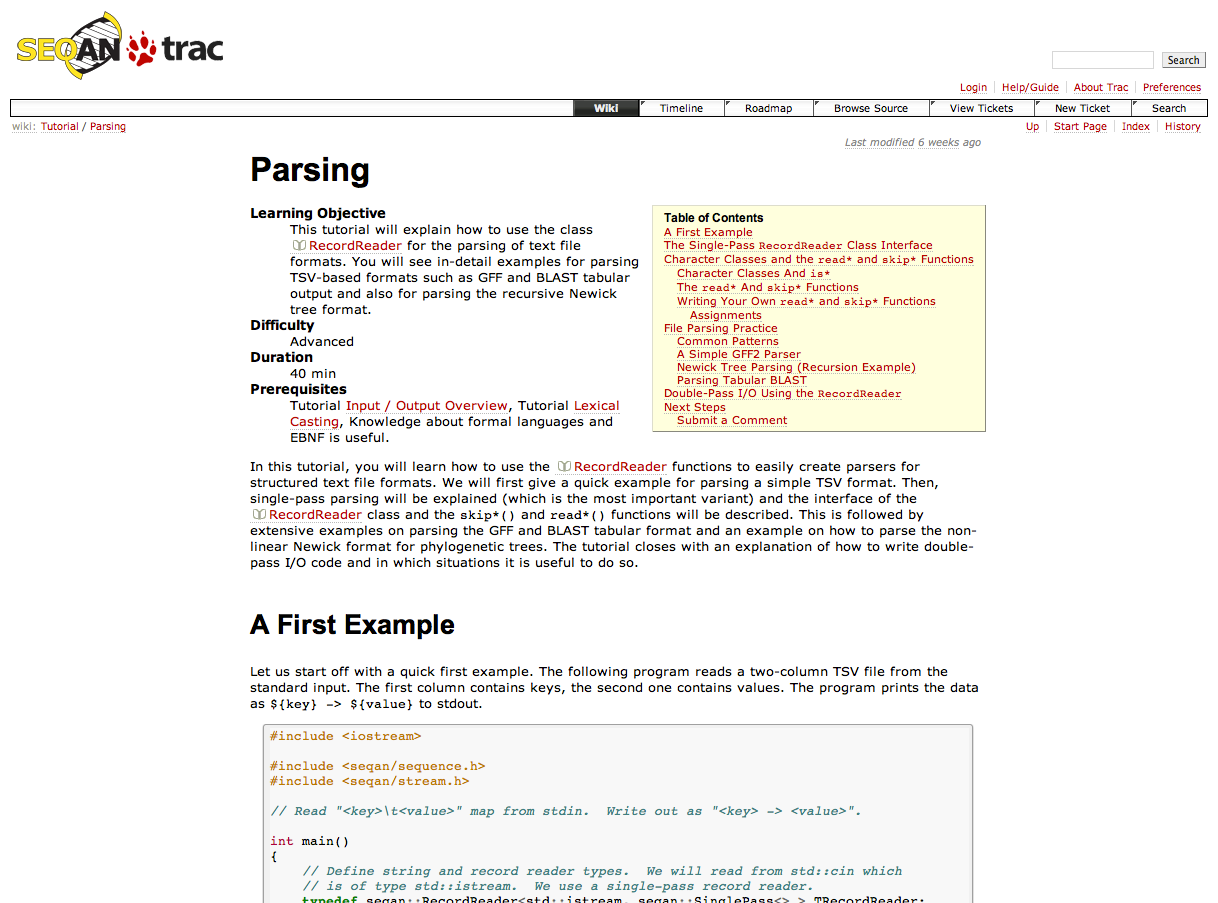 SEQAN trac
Search
Login Help/Guide About Trac Preferences
Wiki Timeline Roadmap Browse Source View Tickets New Ticket Search
wiki: Tutorial / Parsing
Up Start Page Index History
Last modified 6 weeks ago
Parsing
Learning Objective
This tutorial will explain how to use the class
RecordReader for the parsing of text file
formats. You will see in-detail examples for parsing
TSV-based formats such as GFF and BLAST tabular
output and also for parsing the recursive Newick
tree format.
Difficulty
Advanced
Duration
40 min
Prerequisites
Tutorial Input / Output Overview, Tutorial Lexical
Casting, Knowledge about formal languages and
EBNF is useful.
Table of Contents
A First Example
The Single-Pass RecordReader Class Interface
Character Classes and the read* and skip* Functions
Character Classes And is*
The read* And skip* Functions
Writing Your Own read* and skip* Functions
Assignments
File Parsing Practice
Common Patterns
A Simple GFF2 Parser
Newick Tree Parsing (Recursion Example)
Parsing Tabular BLAST
Double-Pass I/O Using the RecordReader
Next Steps
Submit a Comment
In this tutorial, you will learn how to use the RecordReader functions to easily create parsers for
structured text file formats. We will first give a quick example for parsing a simple TSV format. Then,
single-pass parsing will be explained (which is the most important variant) and the interface of the
RecordReader class and the skip*() and read*() functions will be described. This is followed by
extensive examples on parsing the GFF and BLAST tabular format and an example on how to parse the non-
linear Newick format for phylogenetic trees. The tutorial closes with an explanation of how to write double-
pass I/O code and in which situations it is useful to do so.
A First Example
Let us start off with a quick first example. The following program reads a two-column TSV file from the
standard input. The first column contains keys, the second one contains values. The program prints the data
as ${key} -> ${value} to stdout.
#include <iostream>
#include <seqan/sequence.h>
#include <seqan/stream.h>
// Read "<key>\t<value>" map from stdin.  Write out as "<key> -> <value>".
int main()
{
// Define string and record reader types.  We will read from std::cin which
// is of type std::istream.  We use a single-pass record reader.
typedef seqan::RecordReader<std::istream, seqan::SinglePass<> > TRecordReader;